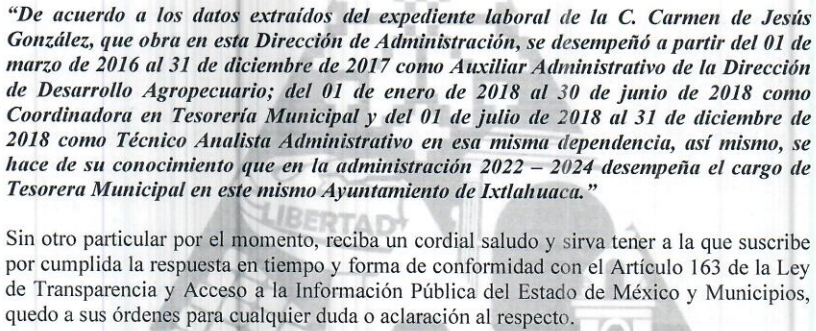 “De acuerdo a los datos extraídos del expediente laboral de la C. Carmen de Jesús
González, que obra en esta Dirección de Administración, se desempeñó a partir del 01 de
marzo de 2016 al 31 de diciembre de 2017 como Auxiliar Administrativo de la Dirección
de Desarrollo Agropecuario; del 01 de enero de 2018 al 30 de junio de 2018 como
Coordinadora en Tesorería Municipal y del 01 de julio de 2018 al 31 de diciembre de
2018 como Técnico Analista Administrativo en esa misma dependencia, así mismo, se
hace de su conocimiento que en la administración 2022 – 2024 desempeña el cargo de
Tesorera Municipal en este mismo Ayuntamiento de Ixtlahuaca.”
LIBERTAD
Sin otro particular por el momento, reciba un cordial saludo y sirva tener a la que suscribe
por cumplida la respuesta en tiempo y forma de conformidad con el Artículo 163 de la Ley
de Transparencia y Acceso a la Información Pública del Estado de México y Municipios,
quedo a sus órdenes para cualquier duda o aclaración al respecto.